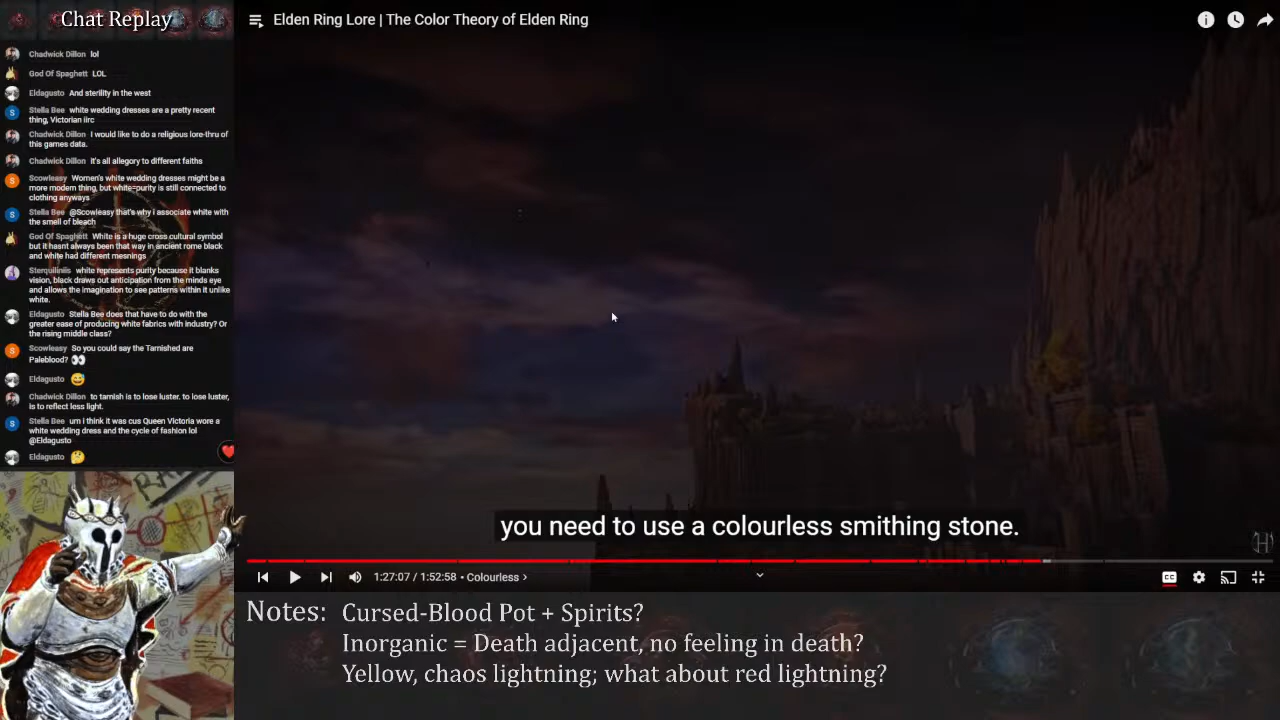 Chat Replay
Chadwick Dillon lol
God Of Spaghett LOL
Eldagusto And sterility in the west
Stella Bee white wedding dresses are a pretty recent
thing, Victorian iirc
Chadwick Dillon I would like to do a religious lore-thru of
this games data.
Chadwick Dillon it's all allegory to different faiths
Scowleasy Women's white wedding dresses might be
a more modern thing, but white=purity is still connected to
clothing anyways
Stella Bee @Scowleasy that's why i associate white with
the smell of bleach
God Of Spaghett White is a huge cross cultural symbol
but it hasnt always been that way in ancient rome black
and white had different mesnings
Sterquiliniis white represents purity because it blanks
vision, black draws out anticipation from the minds eye
and allows the imagination to see patterns within it unlike
white.
Eldagusto Stella Bee does that have to do with the
greater ease of producing white fabrics with industry? Or
the rising middle class?
Scowleasy So you could say the Tarnished are
Paleblood? 👀
Eldagusto 😅
Chadwick Dillon to tarnish is to lose luster. to lose luster,
is to reflect less light.
Stella Bee um i think it was cus Queen Victoria wore a
white wedding dress and the cycle of fashion lol
@Eldagusto
Eldagusto 🤔
Elden Ring Lore | The Color Theory of Elden Ring
you need to use a colourless smithing stone.
1:27:07 / 1:52:58 • Colourless >
CC
Notes: Cursed-Blood Pot + Spirits?
Inorganic = Death adjacent, no feeling in death?
Yellow, chaos lightning; what about red lightning?